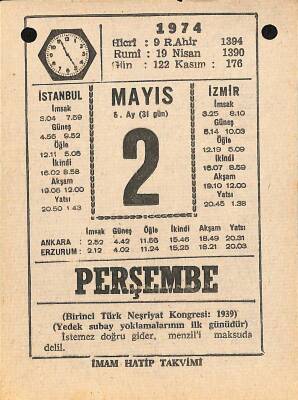 1974
Hicrî : 9 R.Ahir 1394
Rumî : 19 Nisan 1390
Gün : 122 Kasım : 176
İSTANBUL
İmsak
3.04 7.59
Güneş
4.56 9.52
Öğle
12.11 5.06
İkindi
16.02 8.58
Akşam
19.06 12.00
Yatsı
20.50 1.43
MAYIS
5. Ay (31 gün)
2
İZMİR
İmsak
3.25 8.10
Güneş
5.14 10.03
Öğle
12.19 5.09
İkindi
16.07 8.59
Akşam
19.10 12.00
Yatsı
20.45 1.38
İmsak Güneş Öğle İkindi Akşam Yatsı
ANKARA : 2.52 4.42 11.56 15.46 18.49 20.31
ERZURUM : 2.12 4.02 11.24 15.25 18.21 20.03
PERŞEMBE
(Birinci Türk Neşriyat Kongresi: 1939)
(Yedek subay yoklamalarının ilk günüdür)
İstemez doğru gider, menzil'i maksuda
delil.
İMAM HATİP TAKVİMİ